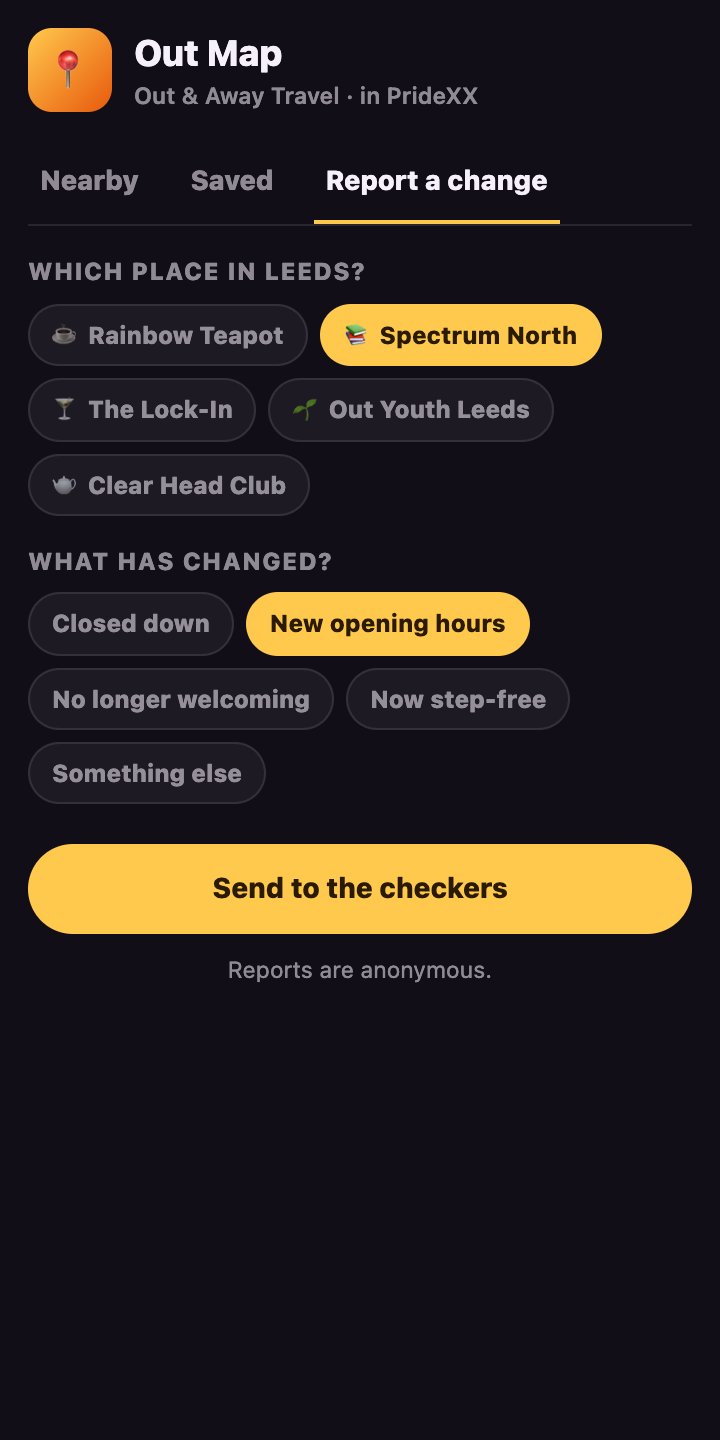 Out Map
Out & Away Travel · in PrideXX
Nearby Saved Report a change
WHICH PLACE IN LEEDS?
Rainbow Teapot Spectrum North
The Lock-In Out Youth Leeds
Clear Head Club
WHAT HAS CHANGED?
Closed down New opening hours
No longer welcoming Now step-free
Something else
Send to the checkers
Reports are anonymous.